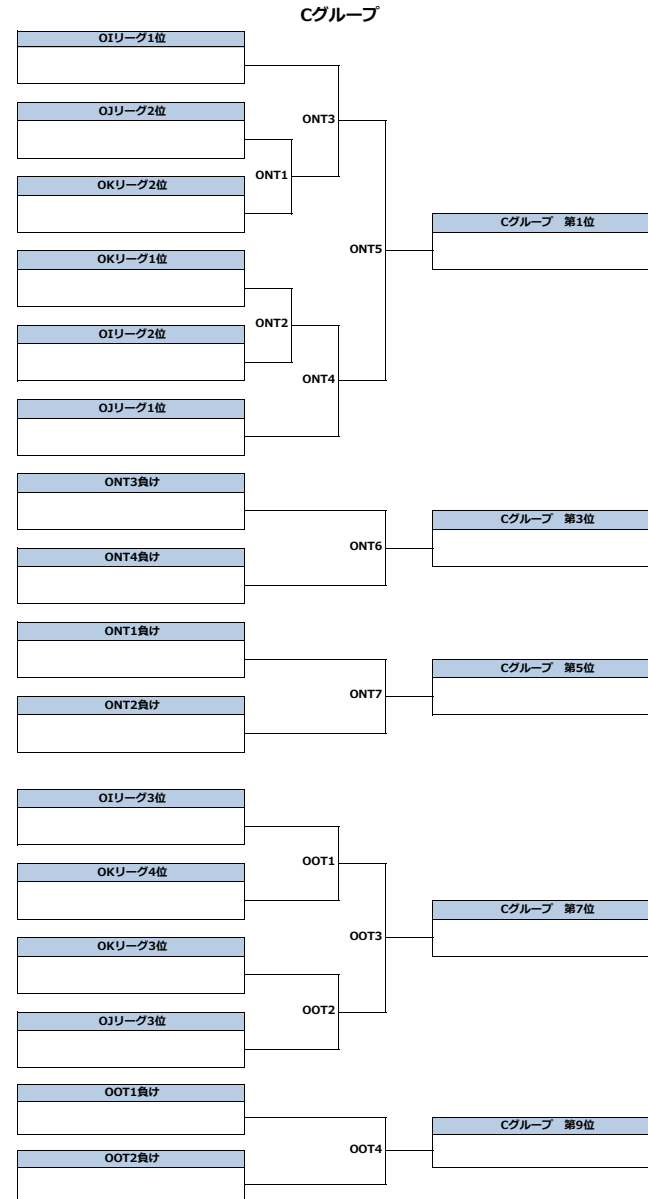 Cグループ
OIリーグ1位
OJリーグ2位
ONT3
ONT1
OKリーグ2位
Cグループ 第1位
ONT5
OKリーグ1位
ONT2
OIリーグ2位
ONT4
OJリーグ1位
ONT3負け
Cグループ 第3位
ONT6
ONT4負け
ONT1負け
Cグループ 第5位
ONT7
ONT2負け
OIリーグ3位
OOT1
OKリーグ4位
Cグループ 第7位
OOT3
OKリーグ3位
OOT2
OJリーグ3位
OOT1負け
Cグループ 第9位
OOT4
OOT2負け